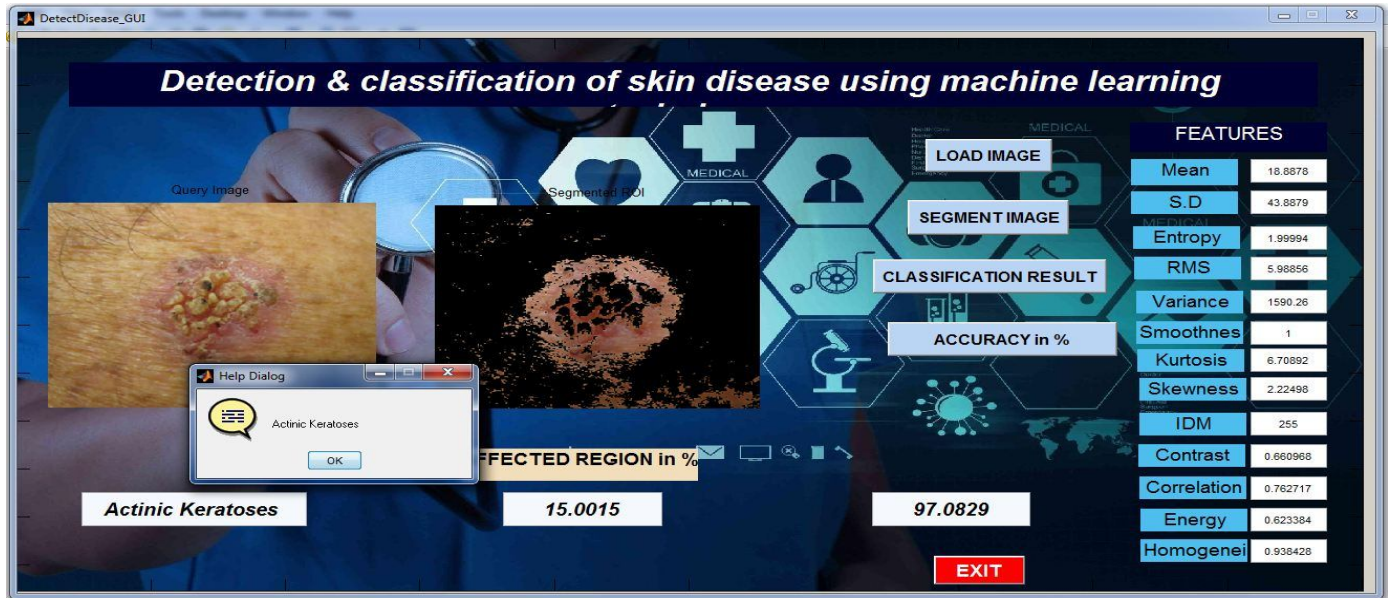 DetectDisease_GUI
Detection & classification of skin disease using machine learning
MEDICAL
MEDICAL
FEATURES
LOAD IMAGE
Mean 18.8878
Query Image
Segmented ROI
S.D 43.8879
SEGMENT IMAGE
MEDICAL
Entropy 1.99994
RMS 5.98856
CLASSIFICATION RESULT
Variance 1590.26
ACCURACY in %
Smoothnes 1
Kurtosis 6.70892
Help Dialog
Skewness 2.22498
Actinic Keratoses
IDM 255
OK
FFECTED REGION in %
Contrast 0.660968
Correlation 0.762717
Actinic Keratoses
15.0015
97.0829
Energy 0.623384
Homogenei 0.938428
EXIT